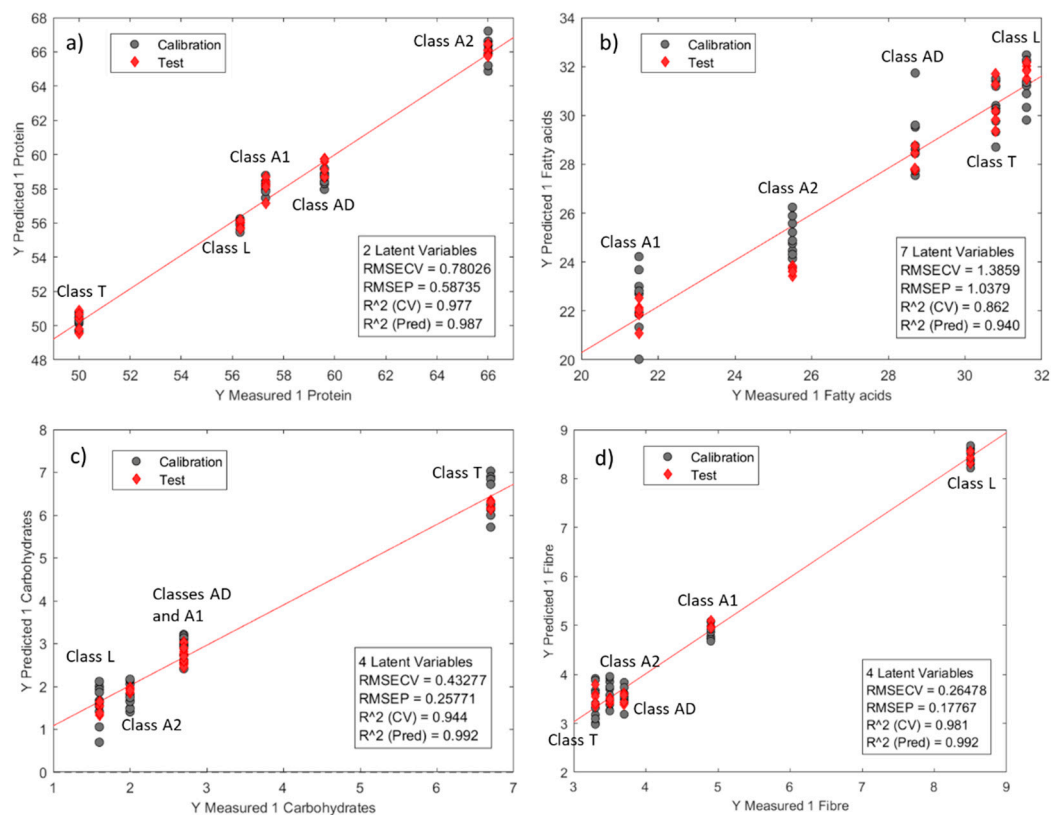 a)
Calibration
Test
Class A2
Class A1
Class AD
Class L
Class T
2 Latent Variables
RMSECV = 0.78026
RMSEP = 0.58735
R^2 (CV) = 0.977
R^2 (Pred) = 0.987
Y Predicted 1 Protein
68
66
64
62
60
58
56
54
52
50
48
50 52 54 56 58 60 62 64 66
Y Measured 1 Protein
b)
Calibration
Test
Class L
Class AD
Class T
Class A2
Class A1
7 Latent Variables
RMSECV = 1.3859
RMSEP = 1.0379
R^2 (CV) = 0.862
R^2 (Pred) = 0.940
Y Predicted 1 Fatty acids
34
32
30
28
26
24
22
20
20 22 24 26 28 30 32
Y Measured 1 Fatty acids
c)
Calibration
Test
Class T
Classes AD
and A1
Class L
Class A2
4 Latent Variables
RMSECV = 0.43277
RMSEP = 0.25771
R^2 (CV) = 0.944
R^2 (Pred) = 0.992
Y Predicted 1 Carbohydrates
8
7
6
5
4
3
2
1
0
1 2 3 4 5 6 7
Y Measured 1 Carbohydrates
d)
Calibration
Test
Class L
Class A1
Class A2
Class AD
Class T
4 Latent Variables
RMSECV = 0.26478
RMSEP = 0.17767
R^2 (CV) = 0.981
R^2 (Pred) = 0.992
Y Predicted 1 Fibre
9
8
7
6
5
4
3
2
3 4 5 6 7 8 9
Y Measured 1 Fibre